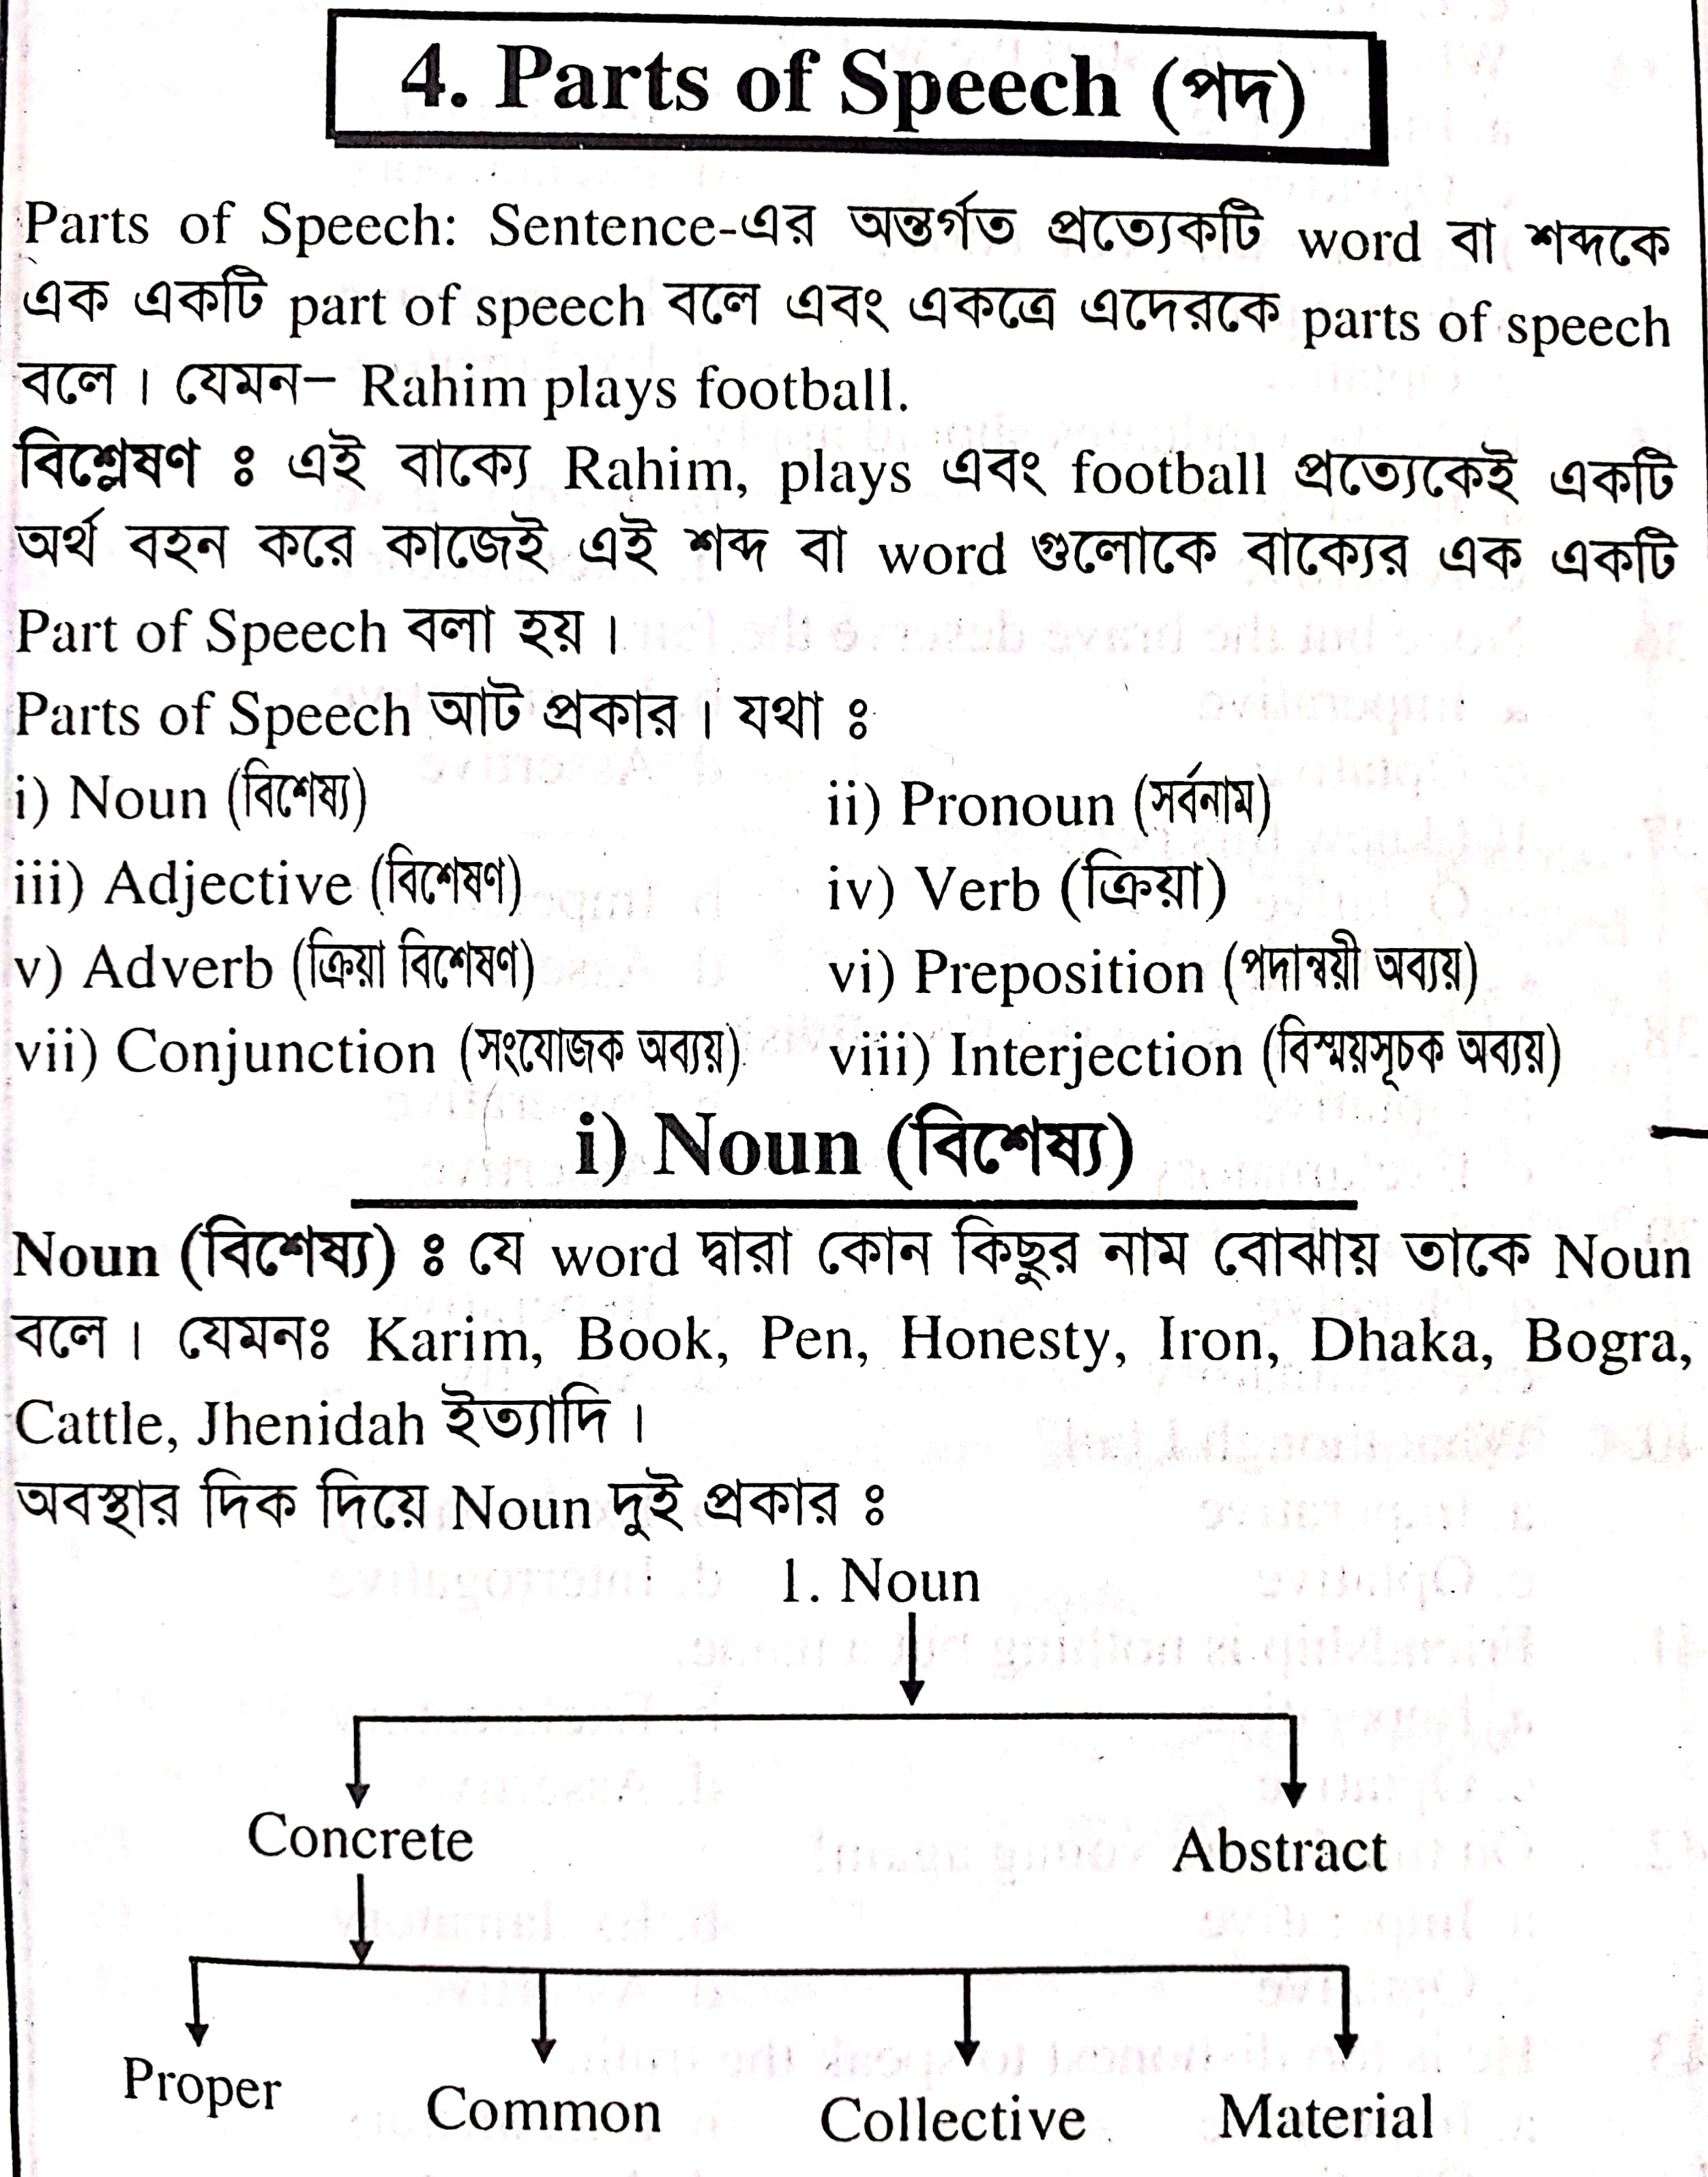 4. Parts of Speech (পদ)
Parts of Speech: Sentence-এর অন্তর্গত প্রত্যেকটি word বা শব্দকে
এক একটি part of speech বলে এবং একত্রে এদেরকে parts of speech
বলে। যেমন– Rahim plays football.
বিশ্লেষণ ঃ এই বাক্যে Rahim, plays এবং football প্রত্যেকেই একটি
অর্থ বহন করে কাজেই এই শব্দ বা word গুলোকে বাক্যের এক একটি
Part of Speech বলা হয়।
Parts of Speech আট প্রকার। যথা ঃ
i) Noun (বিশেষ্য) ii) Pronoun (সর্বনাম)
iii) Adjective (বিশেষণ) iv) Verb (ক্রিয়া)
v) Adverb (ক্রিয়া বিশেষণ) vi) Preposition (পদান্বয়ী অব্যয়)
vii) Conjunction (সংযোজক অব্যয়) viii) Interjection (বিস্ময়সূচক অব্যয়)
i) Noun (বিশেষ্য)
Noun (বিশেষ্য) ঃ যে word দ্বারা কোন কিছুর নাম বোঝায় তাকে Noun
বলে। যেমনঃ Karim, Book, Pen, Honesty, Iron, Dhaka, Bogra,
Cattle, Jhenidah ইত্যাদি।
অবস্থার দিক দিয়ে Noun দুই প্রকার ঃ
1. Noun
Concrete Abstract
Proper Common Collective Material